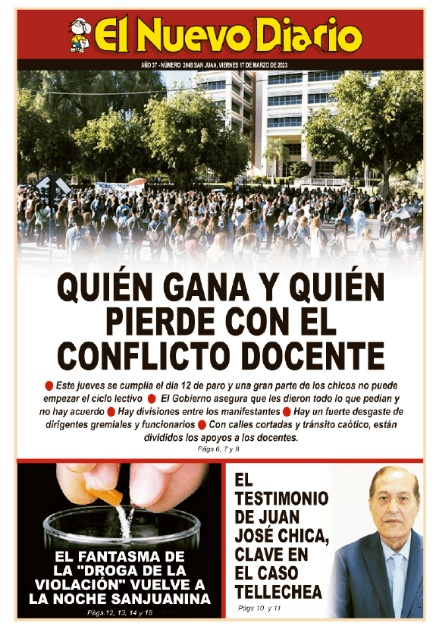 El Nuevo Diario
AÑO 37 - NÚMERO 2045 SAN JUAN, VIERNES 17 DE MARZO DE 2023
QUIÉN GANA Y QUIÉN
PIERDE CON EL
CONFLICTO DOCENTE
● Este jueves se cumplía el día 12 de paro y una gran parte de los chicos no puede
empezar el ciclo lectivo ● El Gobierno asegura que les dieron todo lo que pedían y
no hay acuerdo ● Hay divisiones entre los manifestantes ● Hay un fuerte desgaste de
dirigentes gremiales y funcionarios ● Con calles cortadas y tránsito caótico, están
divididos los apoyos a los docentes.
Págs 6, 7 y 8
EL FANTASMA DE
LA "DROGA DE LA
VIOLACIÓN" VUELVE A
LA NOCHE SANJUANINA
Págs.12, 13, 14 y 15
EL
TESTIMONIO
DE JUAN
JOSÉ CHICA,
CLAVE EN
EL CASO
TELLECHEA
Págs 10 y 11